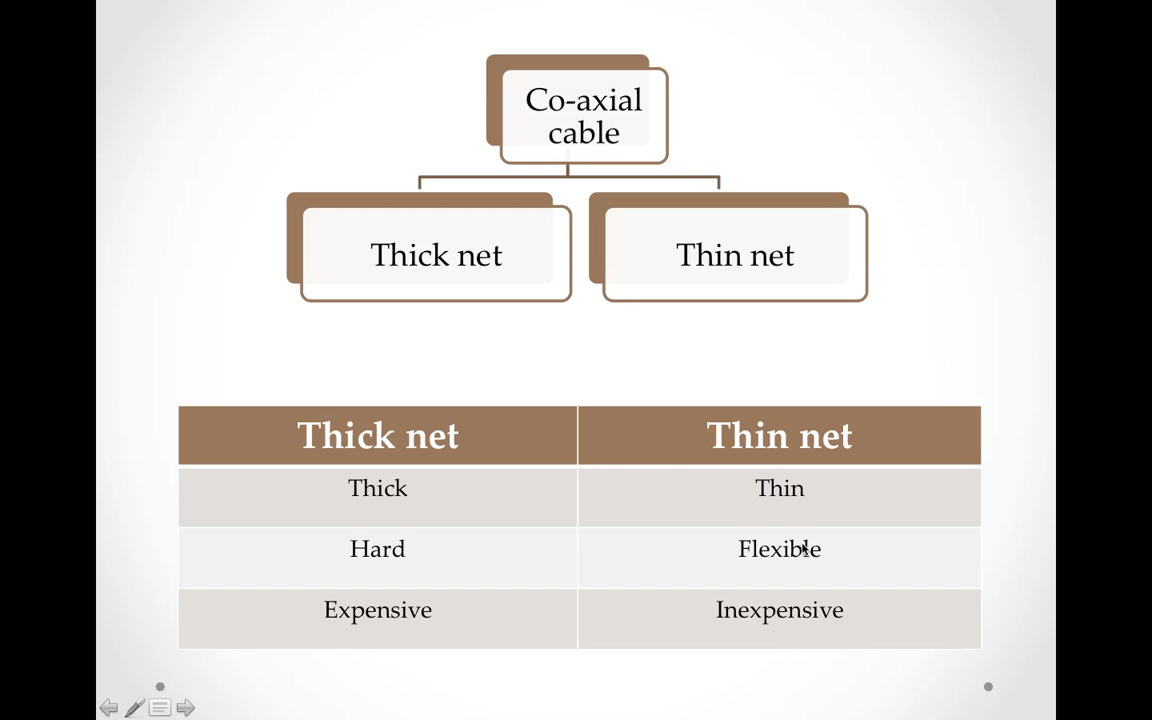 Co-axial
cable
Thick net
Thin net
Thick net
Thin net
Thick
Thin
Hard
Flexible
Expensive
Inexpensive